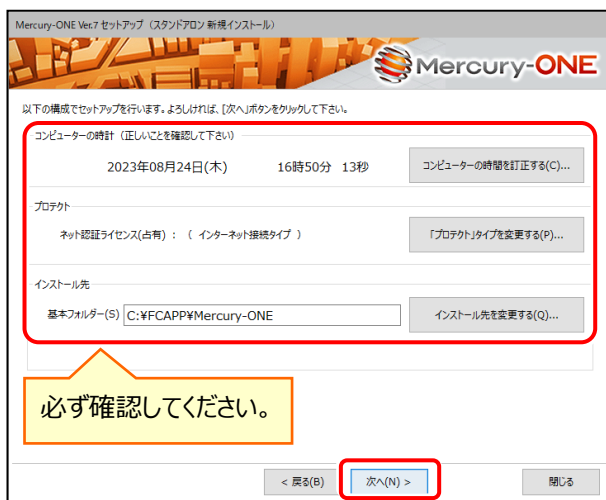 Mercury-ONE Ver.7 セットアップ（スタンドアロン 新規インストール）
Mercury-ONE
以下の構成でセットアップを行います。よろしければ、[次へ]ボタンをクリックして下さい。
コンピューターの時計（正しいことを確認して下さい）
2023年08月24日(木) 16時50分 13秒 コンピューターの時間を訂正する(C)...
プロテクト
ネット認証ライセンス(占有) ： （ インターネット接続タイプ ） 「プロテクト」タイプを変更する(P)...
インストール先
基本フォルダー(S) C:¥FCAPP¥Mercury-ONE インストール先を変更する(Q)...
必ず確認してください。
< 戻る(B) 次へ(N) > 閉じる